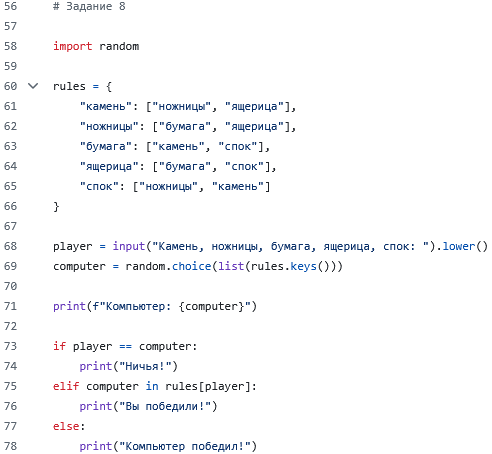 56 # Задание 8
57
58 import random
59
60 rules = {
61     "камень": ["ножницы", "ящерица"],
62     "ножницы": ["бумага", "ящерица"],
63     "бумага": ["камень", "спок"],
64     "ящерица": ["бумага", "спок"],
65     "спок": ["ножницы", "камень"]
66 }
67
68 player = input("Камень, ножницы, бумага, ящерица, спок: ").lower()
69 computer = random.choice(list(rules.keys()))
70
71 print(f"Компьютер: {computer}")
72
73 if player == computer:
74     print("Ничья!")
75 elif computer in rules[player]:
76     print("Вы победили!")
77 else:
78     print("Компьютер победил!")